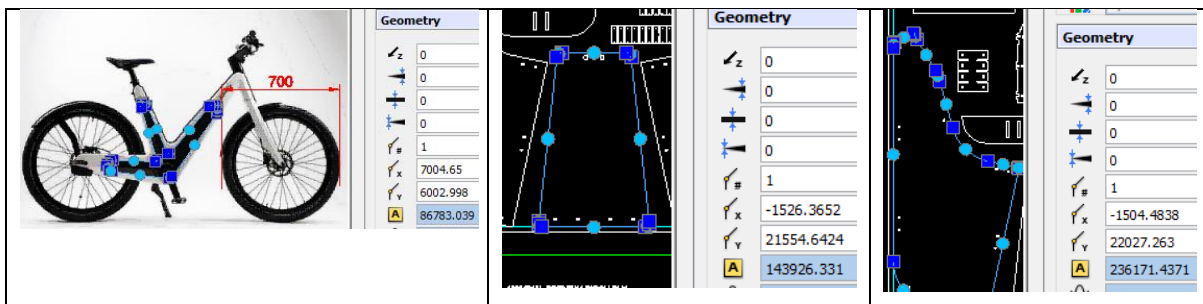 700
Geometry
z 0
0
0
0
# 1
X 7004.65
Y 6002.998
A 86783.039
Geometry
z 0
0
0
0
# 1
X -1526.3652
Y 21554.6424
A 143926.331
Geometry
z 0
0
0
0
# 1
X -1504.4838
Y 22027.263
A 236171.4371